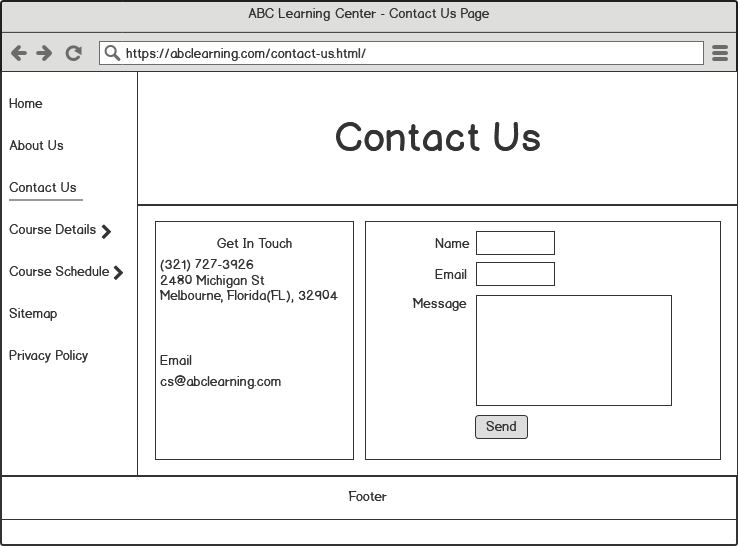 ABC Learning Center - Contact Us Page
https://abclearning.com/contact-us.html/
Home
About Us
Contact Us
Course Details
Course Schedule
Sitemap
Privacy Policy
Contact Us
Get In Touch
(321) 727-3926
2480 Michigan St
Melbourne, Florida(FL), 32904
Email
cs@abclearning.com
Name
Email
Message
Send
Footer